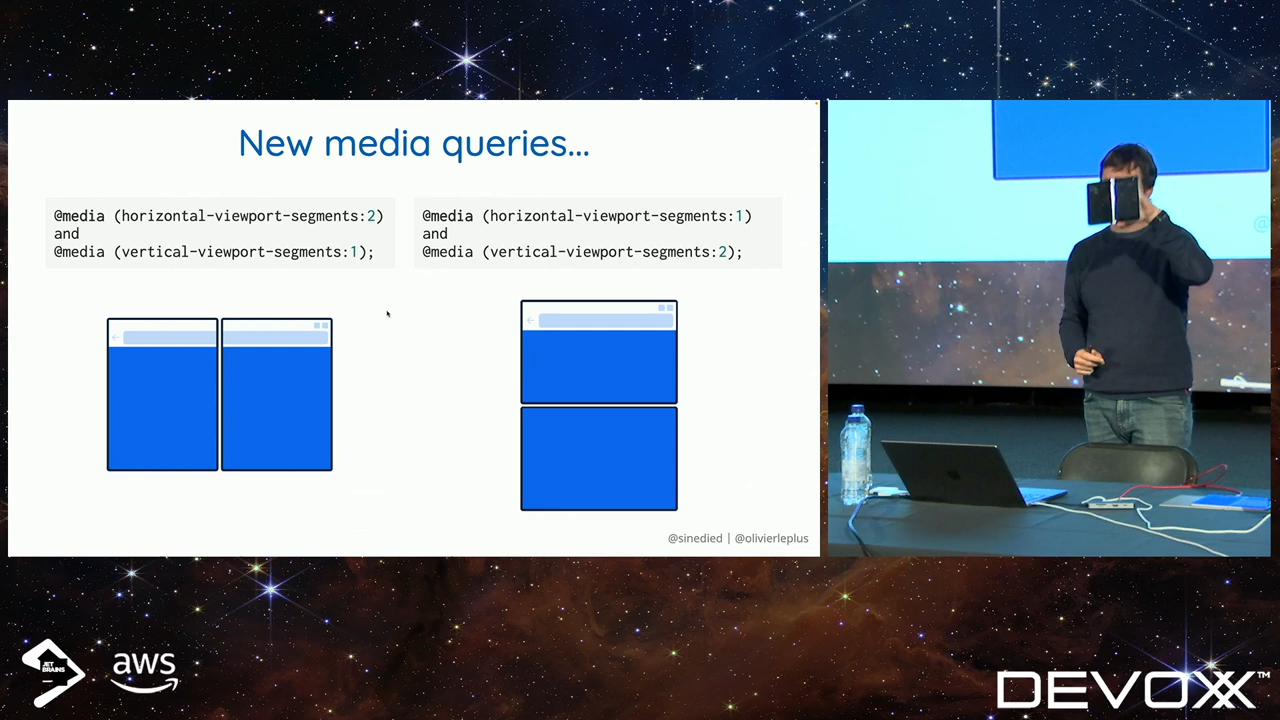 New media queries...
@media (horizontal-viewport-segments:2)
and
@media (vertical-viewport-segments:1);
@media (horizontal-viewport-segments:1)
and
@media (vertical-viewport-segments:2);
@sinedied | @olivierleplus
JET
BRAINS
aws
DEVOXX™